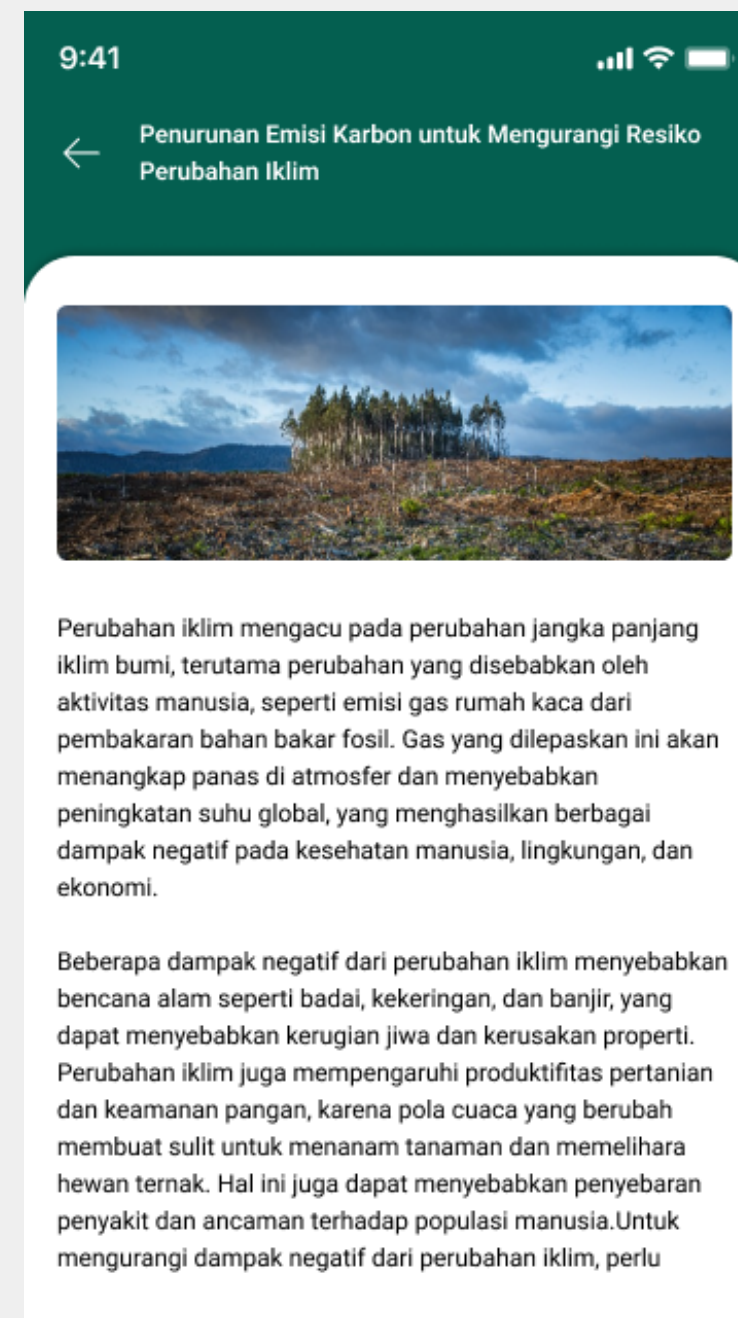 9:41
Penurunan Emisi Karbon untuk Mengurangi Resiko
Perubahan Iklim
Perubahan iklim mengacu pada perubahan jangka panjang
iklim bumi, terutama perubahan yang disebabkan oleh
aktivitas manusia, seperti emisi gas rumah kaca dari
pembakaran bahan bakar fosil. Gas yang dilepaskan ini akan
menangkap panas di atmosfer dan menyebabkan
peningkatan suhu global, yang menghasilkan berbagai
dampak negatif pada kesehatan manusia, lingkungan, dan
ekonomi.
Beberapa dampak negatif dari perubahan iklim menyebabkan
bencana alam seperti badai, kekeringan, dan banjir, yang
dapat menyebabkan kerugian jiwa dan kerusakan properti.
Perubahan iklim juga mempengaruhi produktifitas pertanian
dan keamanan pangan, karena pola cuaca yang berubah
membuat sulit untuk menanam tanaman dan memelihara
hewan ternak. Hal ini juga dapat menyebabkan penyebaran
penyakit dan ancaman terhadap populasi manusia.Untuk
mengurangi dampak negatif dari perubahan iklim, perlu